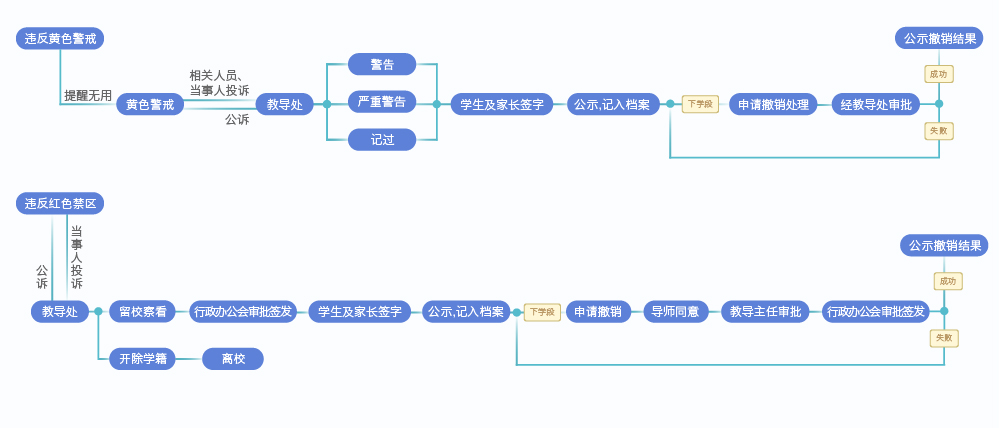 违反黄色警戒
提醒无用
黄色警戒
相关人员、
当事人投诉
公诉
教导处
警告
严重警告
记过
学生及家长签字
公示,记入档案
下学段
申请撤销处理
经教导处审批
公示撤销结果
成功
失败
违反红色禁区
公诉
当事人投诉
教导处
留校察看
行政办公会审批签发
学生及家长签字
公示,记入档案
下学段
申请撤销
导师同意
教导主任审批
行政办公会审批签发
公示撤销结果
成功
失败
开除学籍
离校